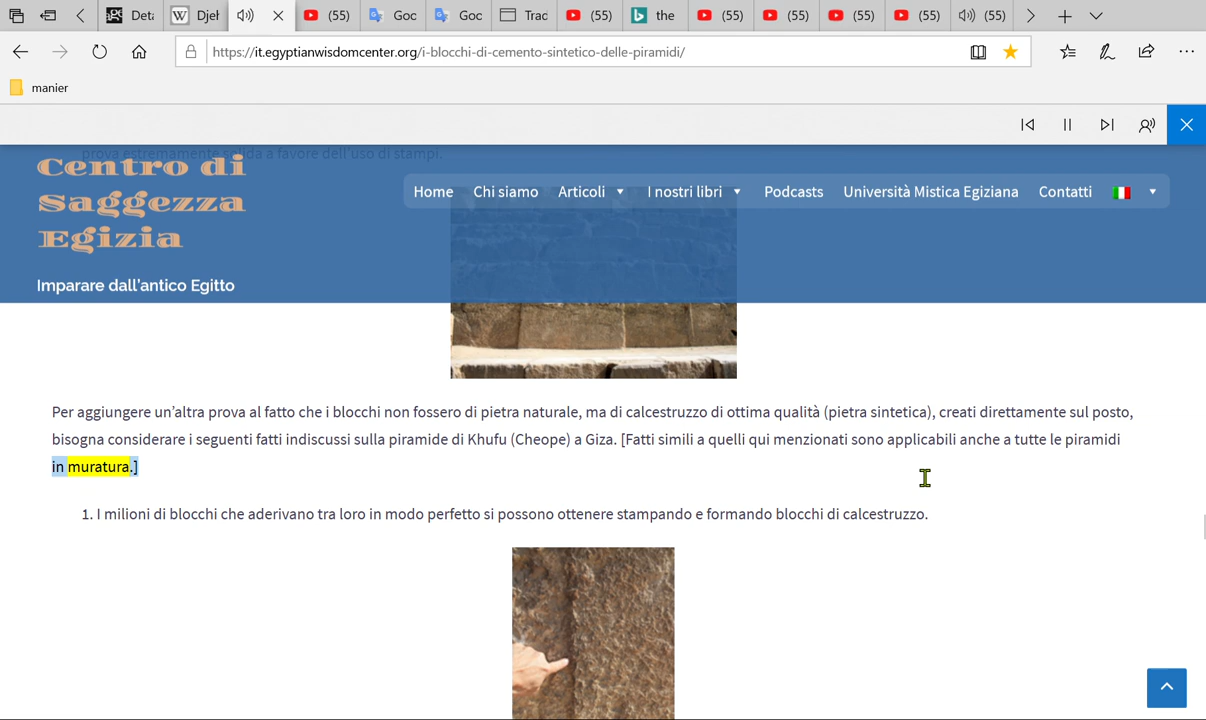 Deta
Djeh
(55)
Goc
Goc
Trad
(55)
the
(55)
(55)
(55)
(55)
(55)
https://it.egyptianwisdomcenter.org/i-blocchi-di-cemento-sintetico-delle-piramidi/
manier
prova estremamente solida a favore dell'uso di stampi.
Centro di
Saggezza
Egizia
Imparare dall'antico Egitto
Home Chi siamo Articoli I nostri libri Podcasts Università Mistica Egiziana Contatti
Per aggiungere un'altra prova al fatto che i blocchi non fossero di pietra naturale, ma di calcestruzzo di ottima qualità (pietra sintetica), creati direttamente sul posto,
bisogna considerare i seguenti fatti indiscussi sulla piramide di Khufu (Cheope) a Giza. [Fatti simili a quelli qui menzionati sono applicabili anche a tutte le piramidi
in muratura.]
1. I milioni di blocchi che aderivano tra loro in modo perfetto si possono ottenere stampando e formando blocchi di calcestruzzo.